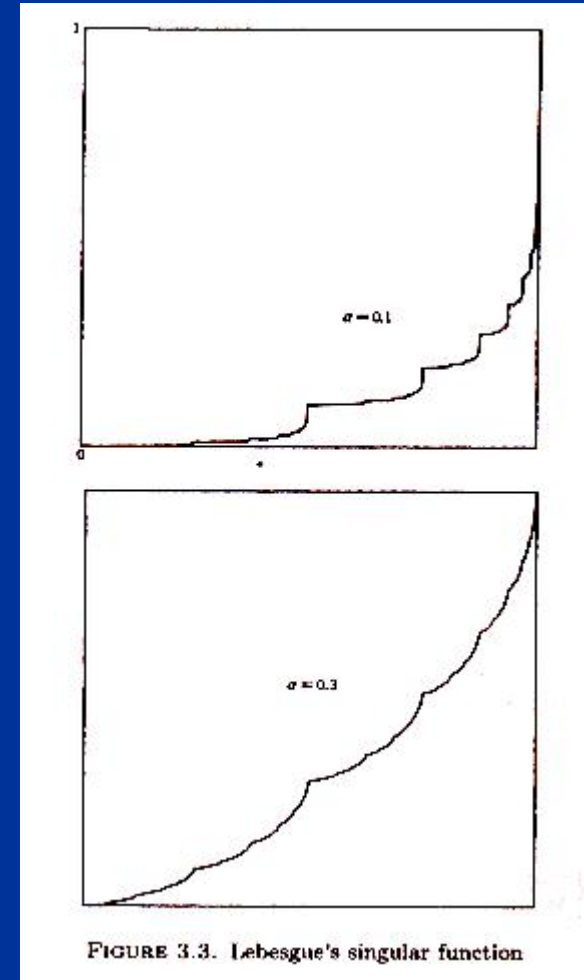 1
σ = 0.1
0
σ = 0.3
FIGURE 3.3. Lebesgue's singular function